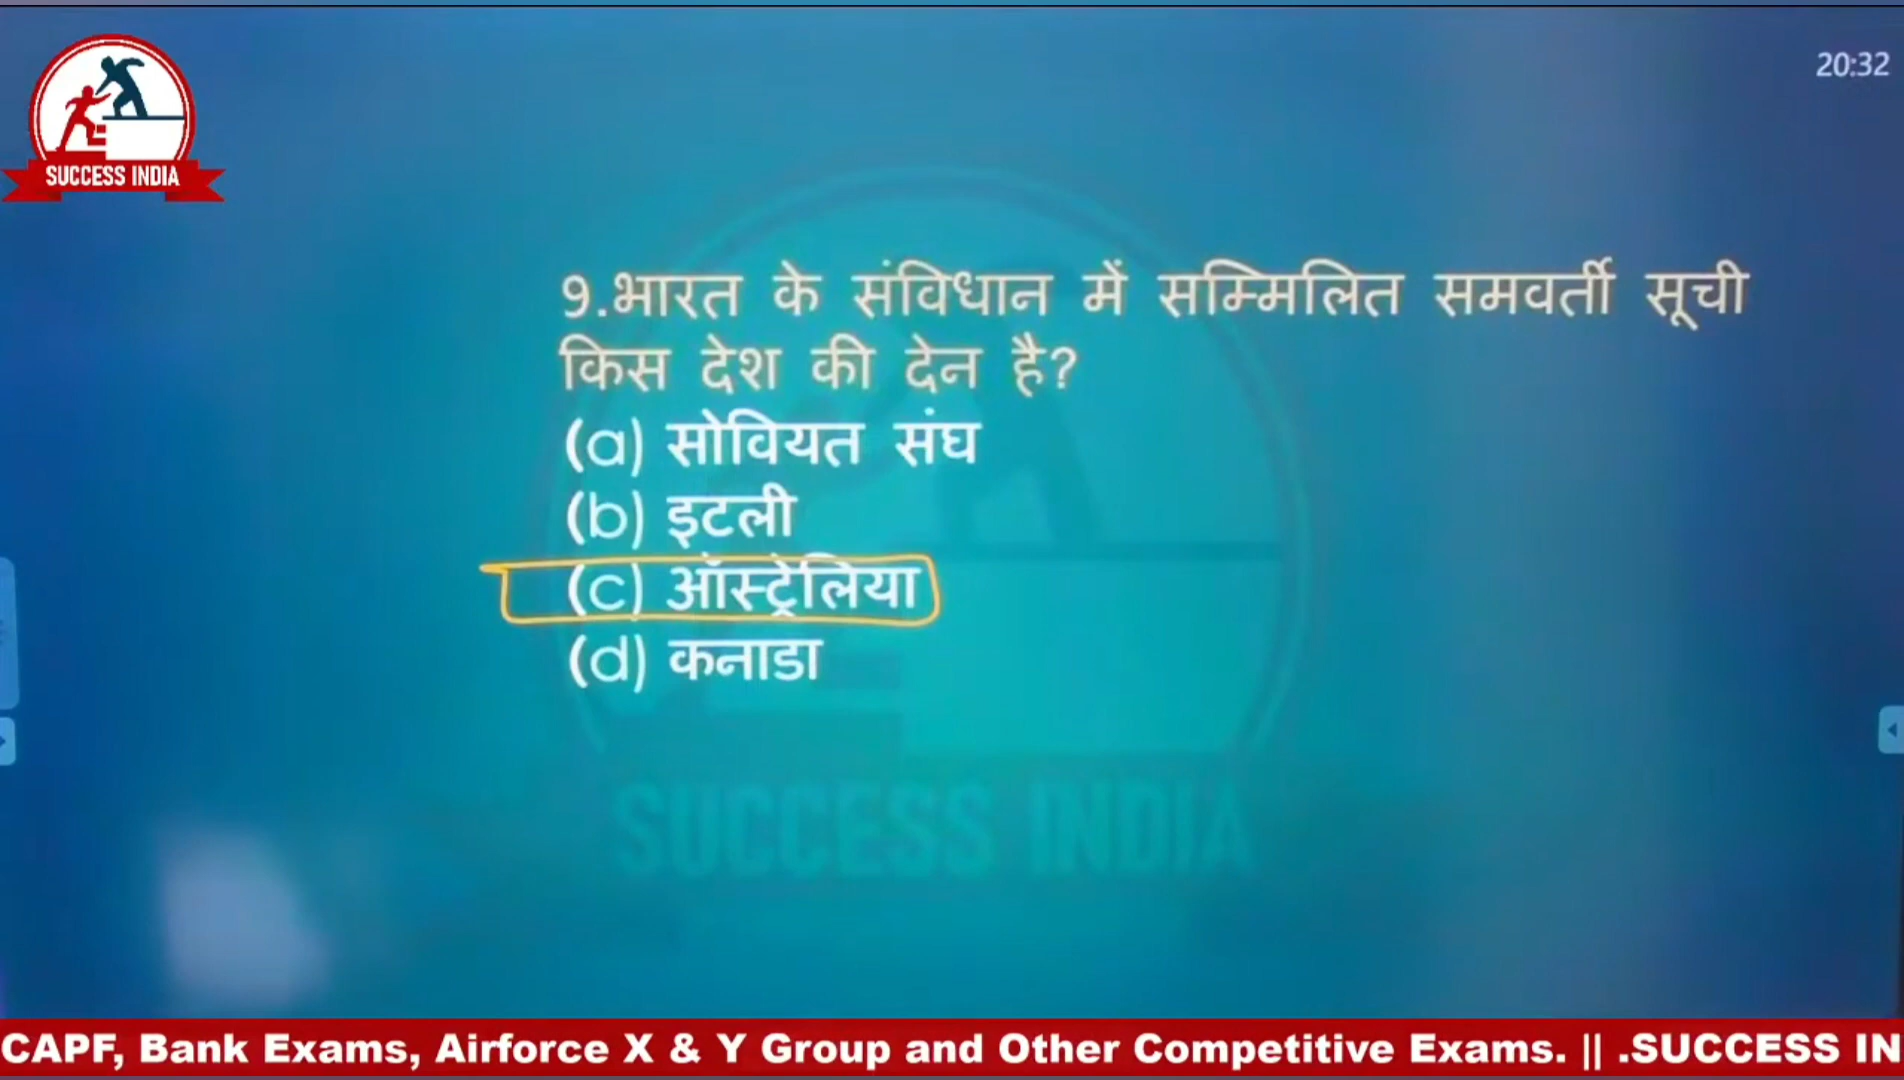 SUCCESS INDIA
20:32
9.भारत के संविधान में सम्मिलित समवर्ती सूची
किस देश की देन है?
(a) सोवियत संघ
(b) इटली
(c) ऑस्ट्रेलिया
(d) कनाडा
SUCCESS INDIA
CAPF, Bank Exams, Airforce X & Y Group and Other Competitive Exams. || .SUCCESS IN